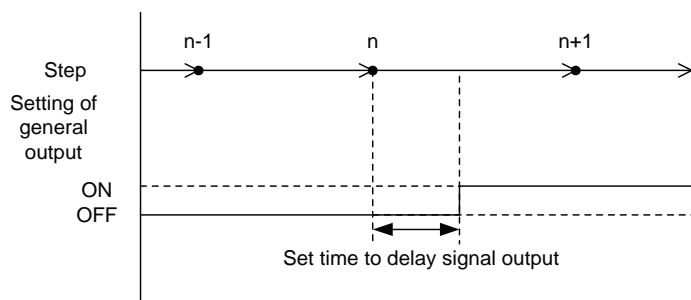 n-1
n
n+1
Step
Setting of
general
output
ON
OFF
Set time to delay signal output